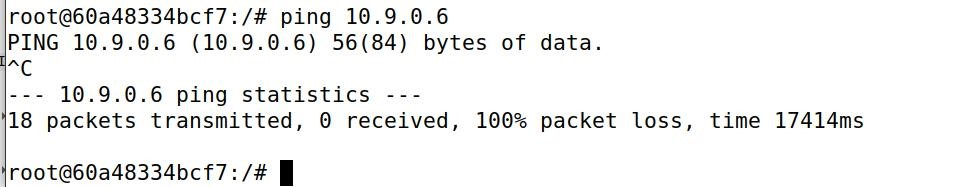 root@60a48334bcf7:/# ping 10.9.0.6
PING 10.9.0.6 (10.9.0.6) 56(84) bytes of data.
^C
--- 10.9.0.6 ping statistics ---
18 packets transmitted, 0 received, 100% packet loss, time 17414ms
root@60a48334bcf7:/#